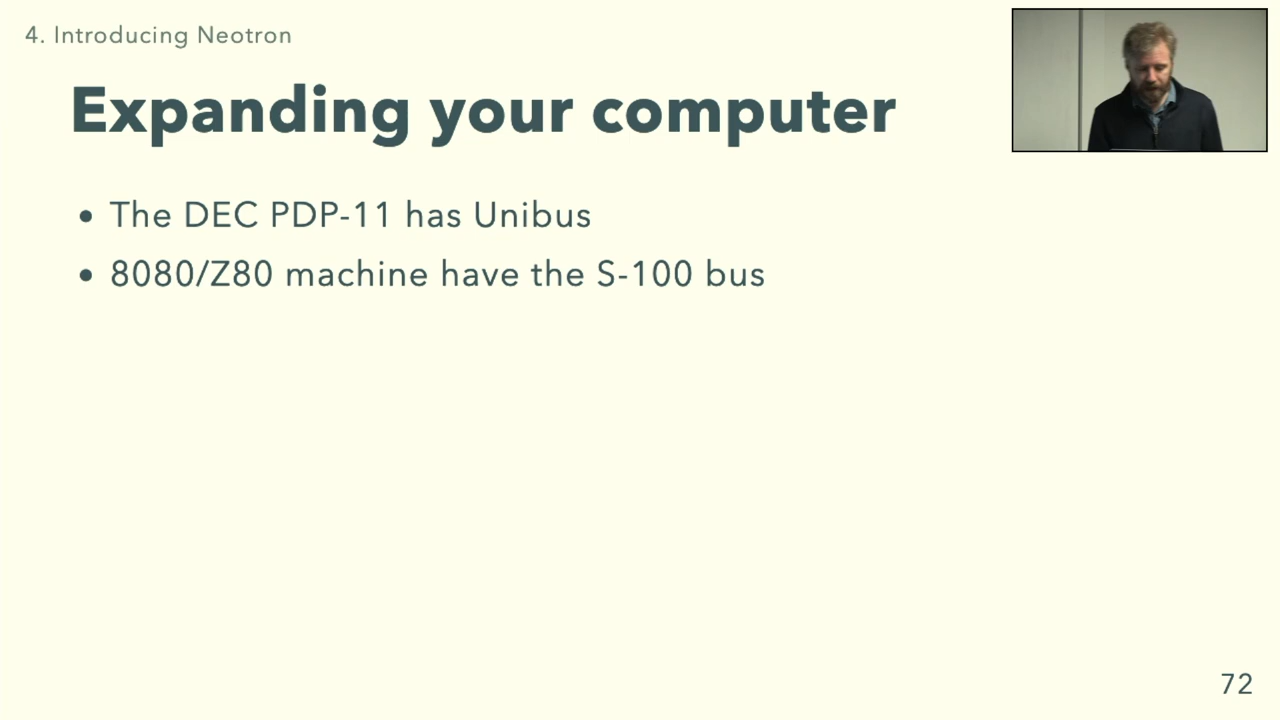 4. Introducing Neotron
Expanding your computer
• The DEC PDP-11 has Unibus
• 8080/Z80 machine have the S-100 bus
72